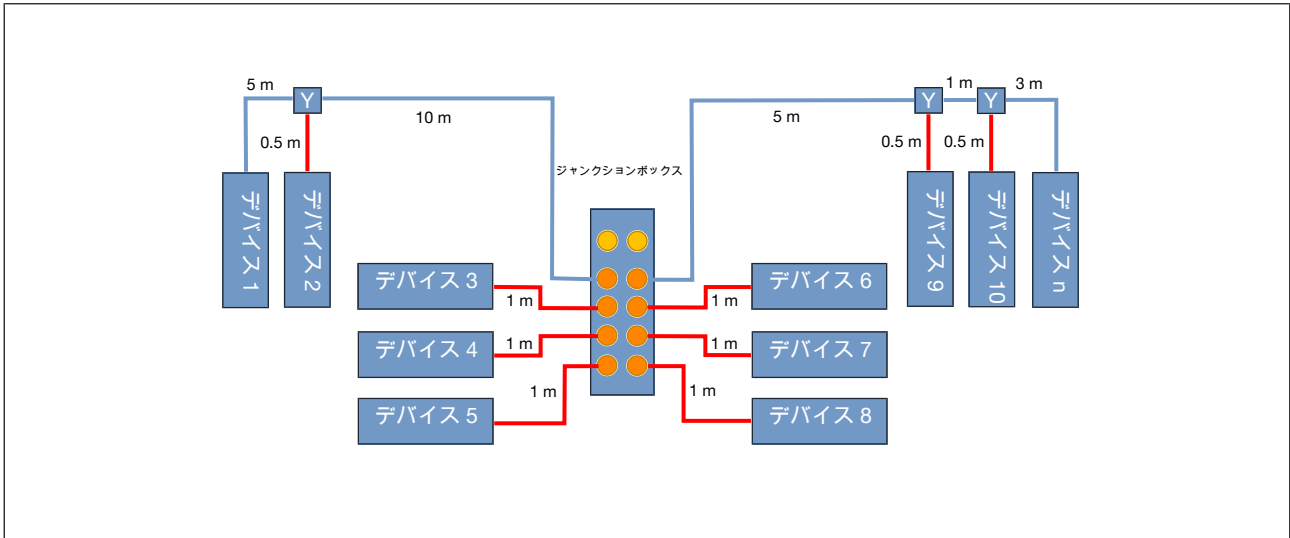 5 m
Y
10 m
0.5 m
デバイス 1
デバイス 2
ジャンクションボックス
5 m
Y
1 m
Y
3 m
0.5 m
0.5 m
デバイス 9
デバイス 10
デバイス n
デバイス 3
1 m
デバイス 4
1 m
デバイス 5
1 m
デバイス 6
1 m
デバイス 7
1 m
デバイス 8
1 m